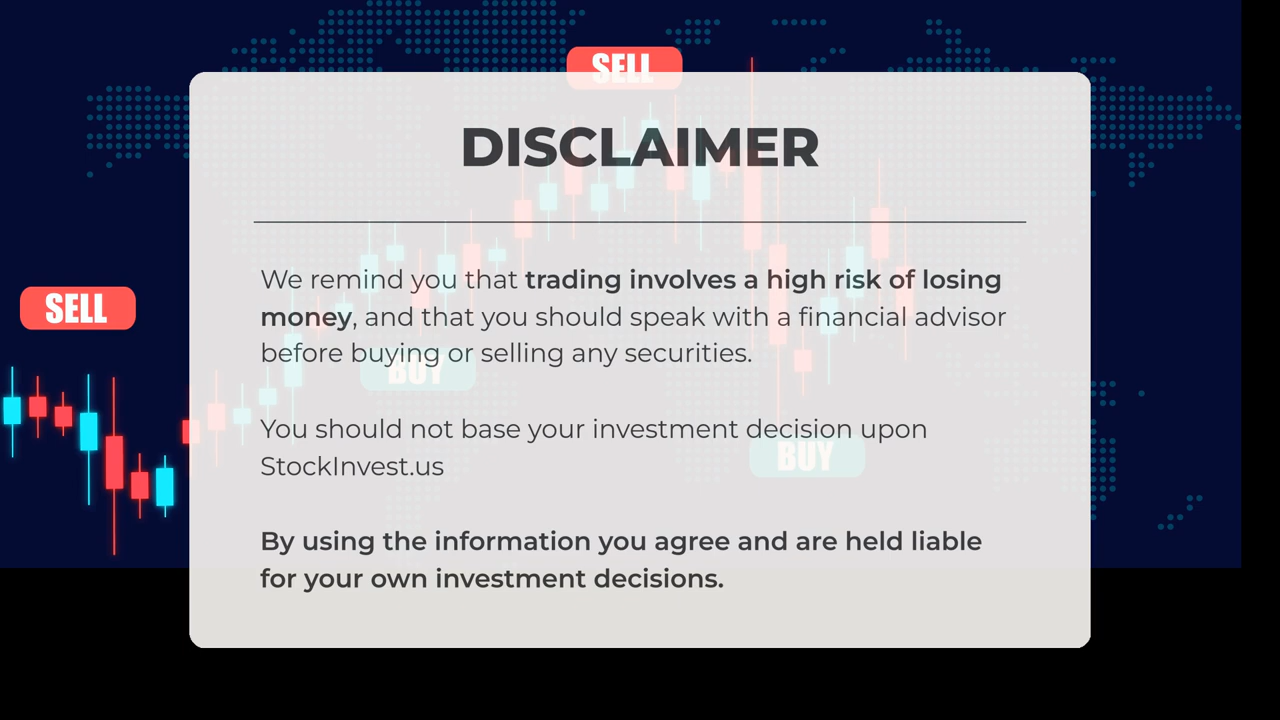 SELL
DISCLAIMER
We remind you that trading involves a high risk of losing
money, and that you should speak with a financial advisor
before buying or selling any securities.
SELL
BUY
You should not base your investment decision upon
StockInvest.us
BUY
By using the information you agree and are held liable
for your own investment decisions.